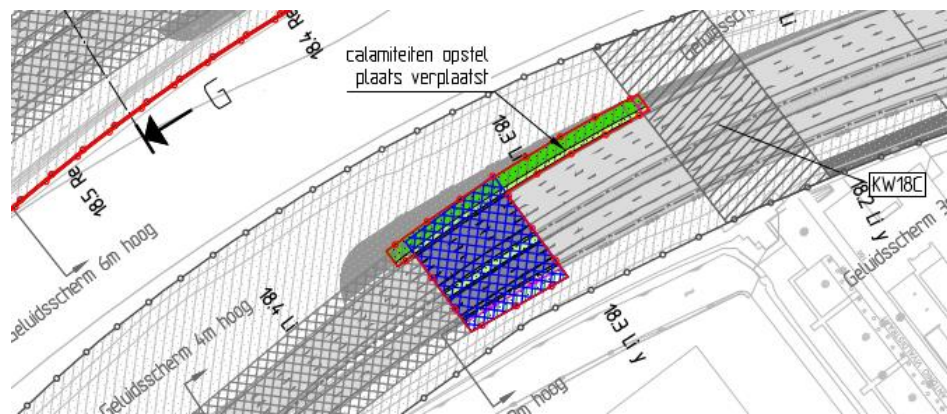 18.4 Re
calamiteiten opstel
plaats verplaatst
Li
G
18.3 Li
18.5 Re
KW18C
18.2 Li y
Geluidsscherm 6m hoog
18.4 Li
Geluidsscherm 4m hoog
18.3 Li y
m hoog